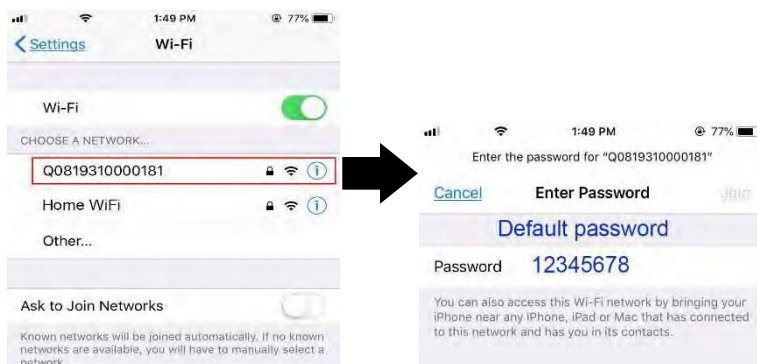 1:49 PM 77%
Settings Wi-Fi
Wi-Fi
CHOOSE A NETWORK...
Q0819310000181
Home WiFi
Other...
Ask to Join Networks
Known networks will be joined automatically. If no known
networks are available, you will have to manually select a
network.
1:49 PM 77%
Enter the password for "Q0819310000181"
Cancel Enter Password Join
Default password
Password 12345678
You can also access this Wi-Fi network by bringing your
iPhone near any iPhone, iPad or Mac that has connected
to this network and has you in its contacts.